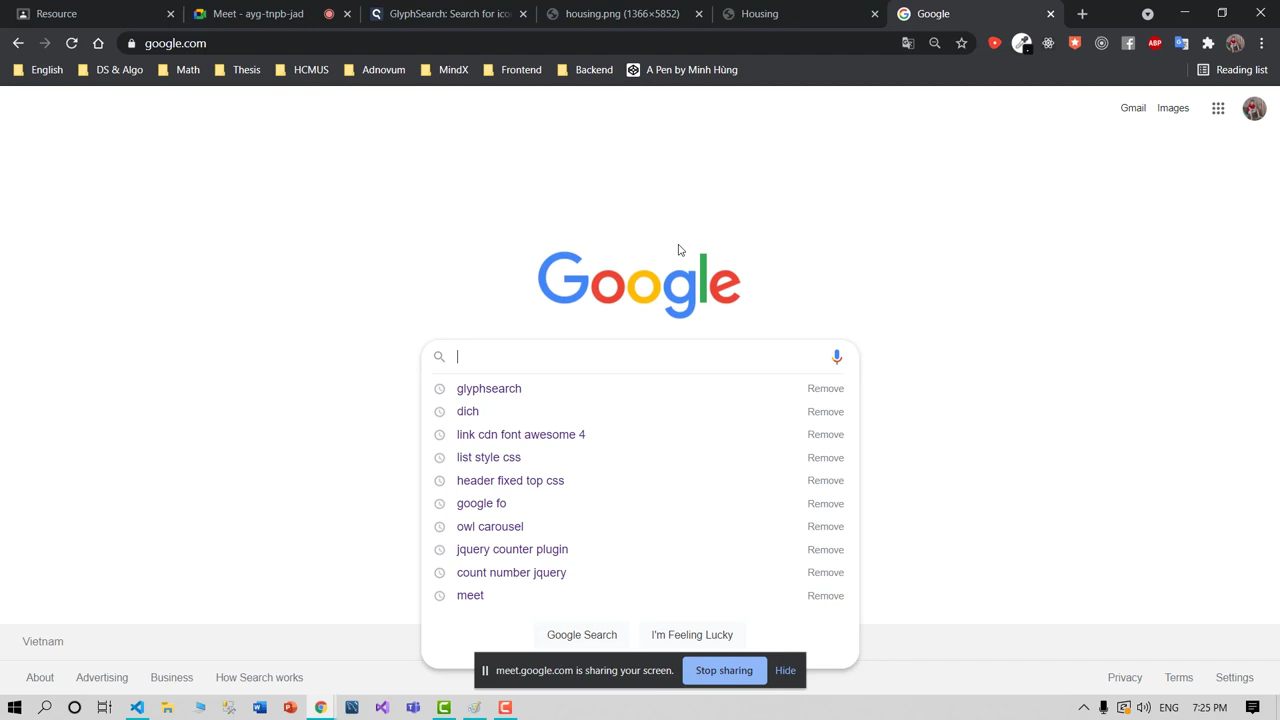 Resource
Meet - ayg-tnpb-jad
GlyphSearch: Search for ico
housing.png (1366×5852)
Housing
Google
google.com
ABP
English
DS & Algo
Math
Thesis
HCMUS
Adnovum
MindX
Frontend
Backend
A Pen by Minh Hùng
Reading list
Gmail
Images
Google
glyphsearch Remove
dich Remove
link cdn font awesome 4 Remove
list style css Remove
header fixed top css Remove
google fo Remove
owl carousel Remove
jquery counter plugin Remove
count number jquery Remove
meet Remove
Google Search
I'm Feeling Lucky
Vietnam
meet.google.com is sharing your screen.
Stop sharing
Hide
About
Advertising
Business
How Search works
Privacy
Terms
Settings
ENG
7:25 PM